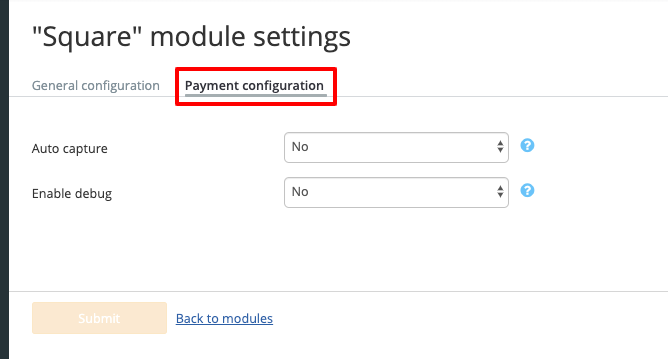 "Square" module settings
General configuration Payment configuration
Auto capture No ?
Enable debug No ?
Submit Back to modules